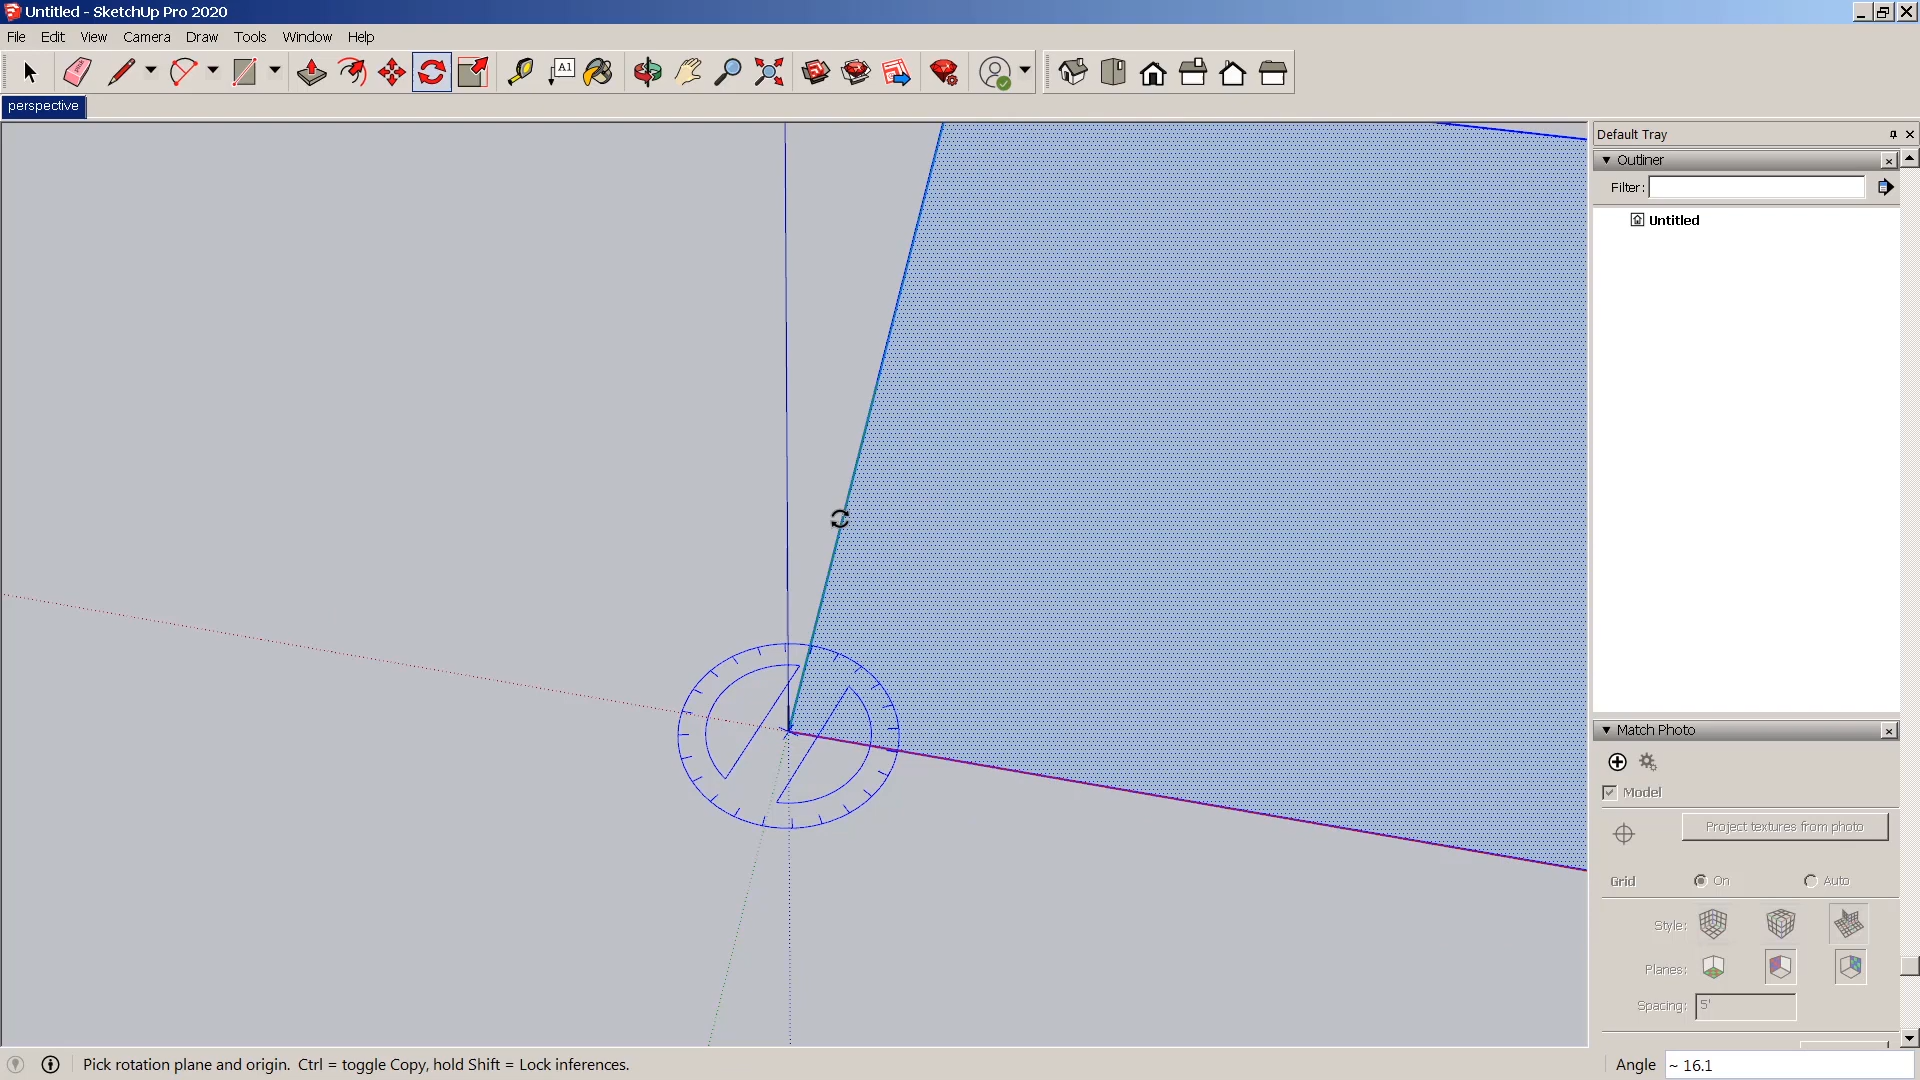 Untitled - SketchUp Pro 2020
File Edit View Camera Draw Tools Window Help
A1
perspective
Default Tray
Outliner
Filter:
Untitled
Match Photo
Model
Project textures from photo
Grid On Auto
Style:
Planes:
Spacing: 5'
Pick rotation plane and origin. Ctrl = toggle Copy, hold Shift = Lock inferences.
Angle ~ 16.1